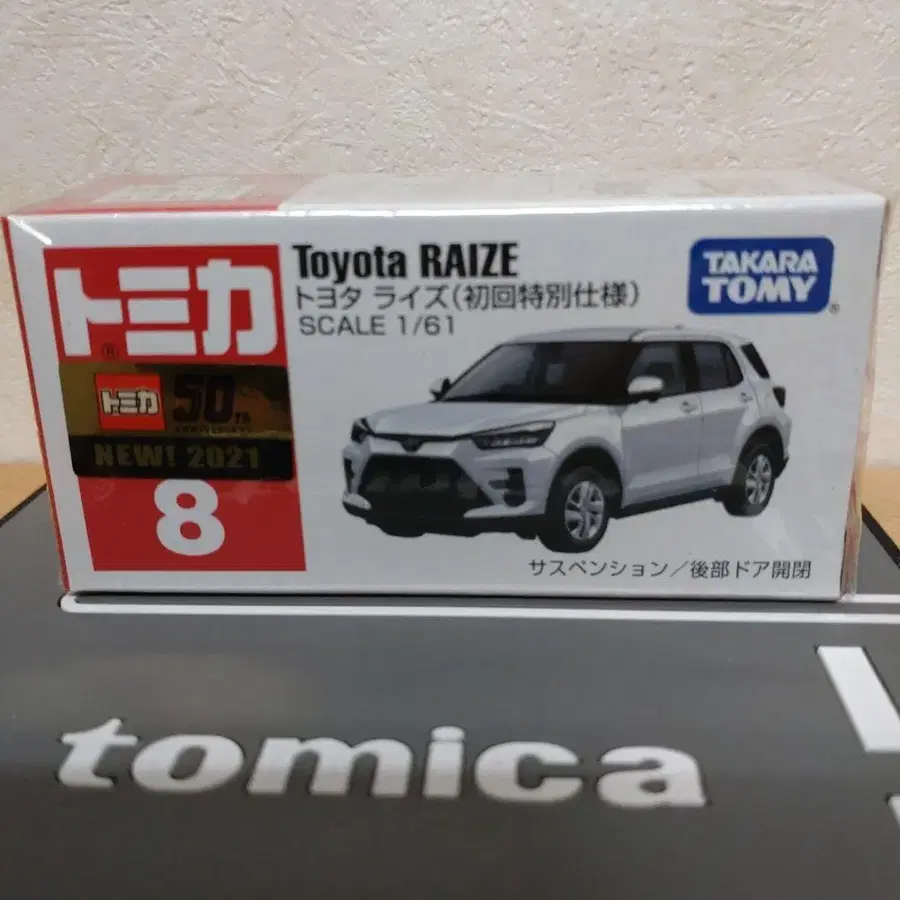 トミカ
®
トミカ 50th
ANNIVERSARY
NEW! 2021
8
Toyota RAIZE
トヨタ ライズ(初回特別仕様)
SCALE 1/61
TAKARA
TOMY®
サスペンション/後部ドア開閉
tomica